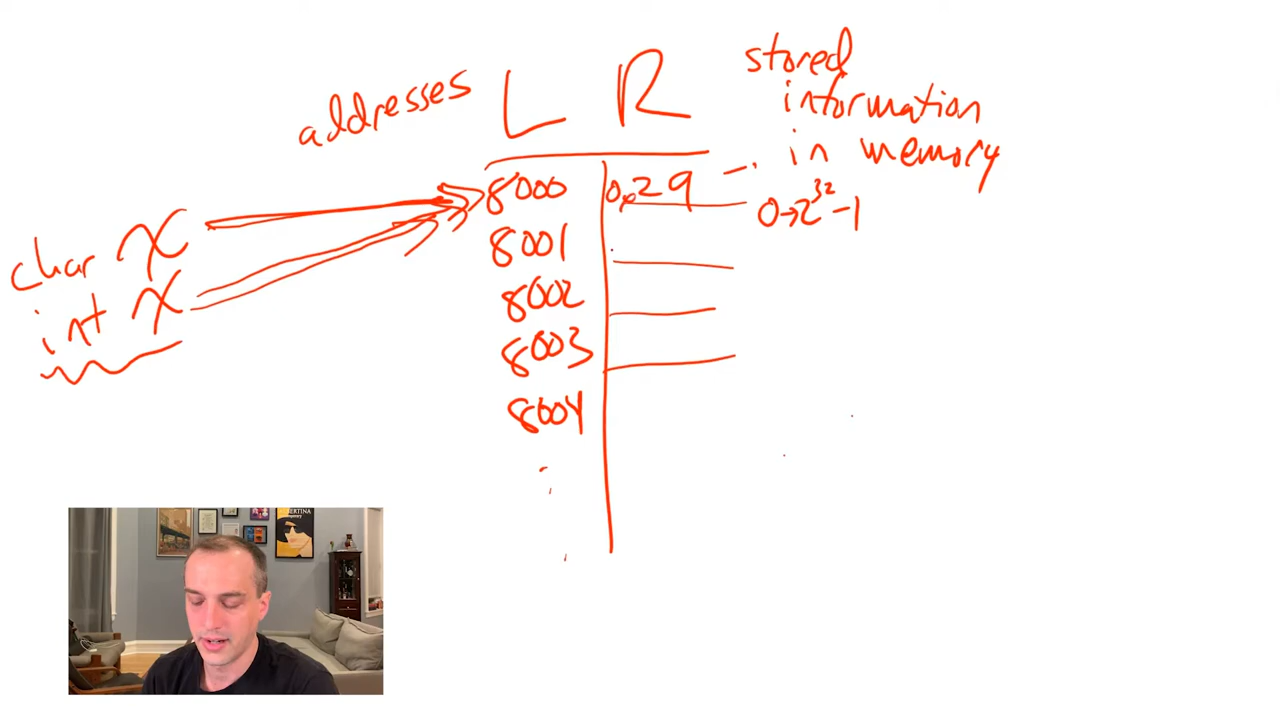 addresses
L R
stored
information
in memory
8000 0x29
0→2³²-1
char x
int x
8001
8002
8003
8004